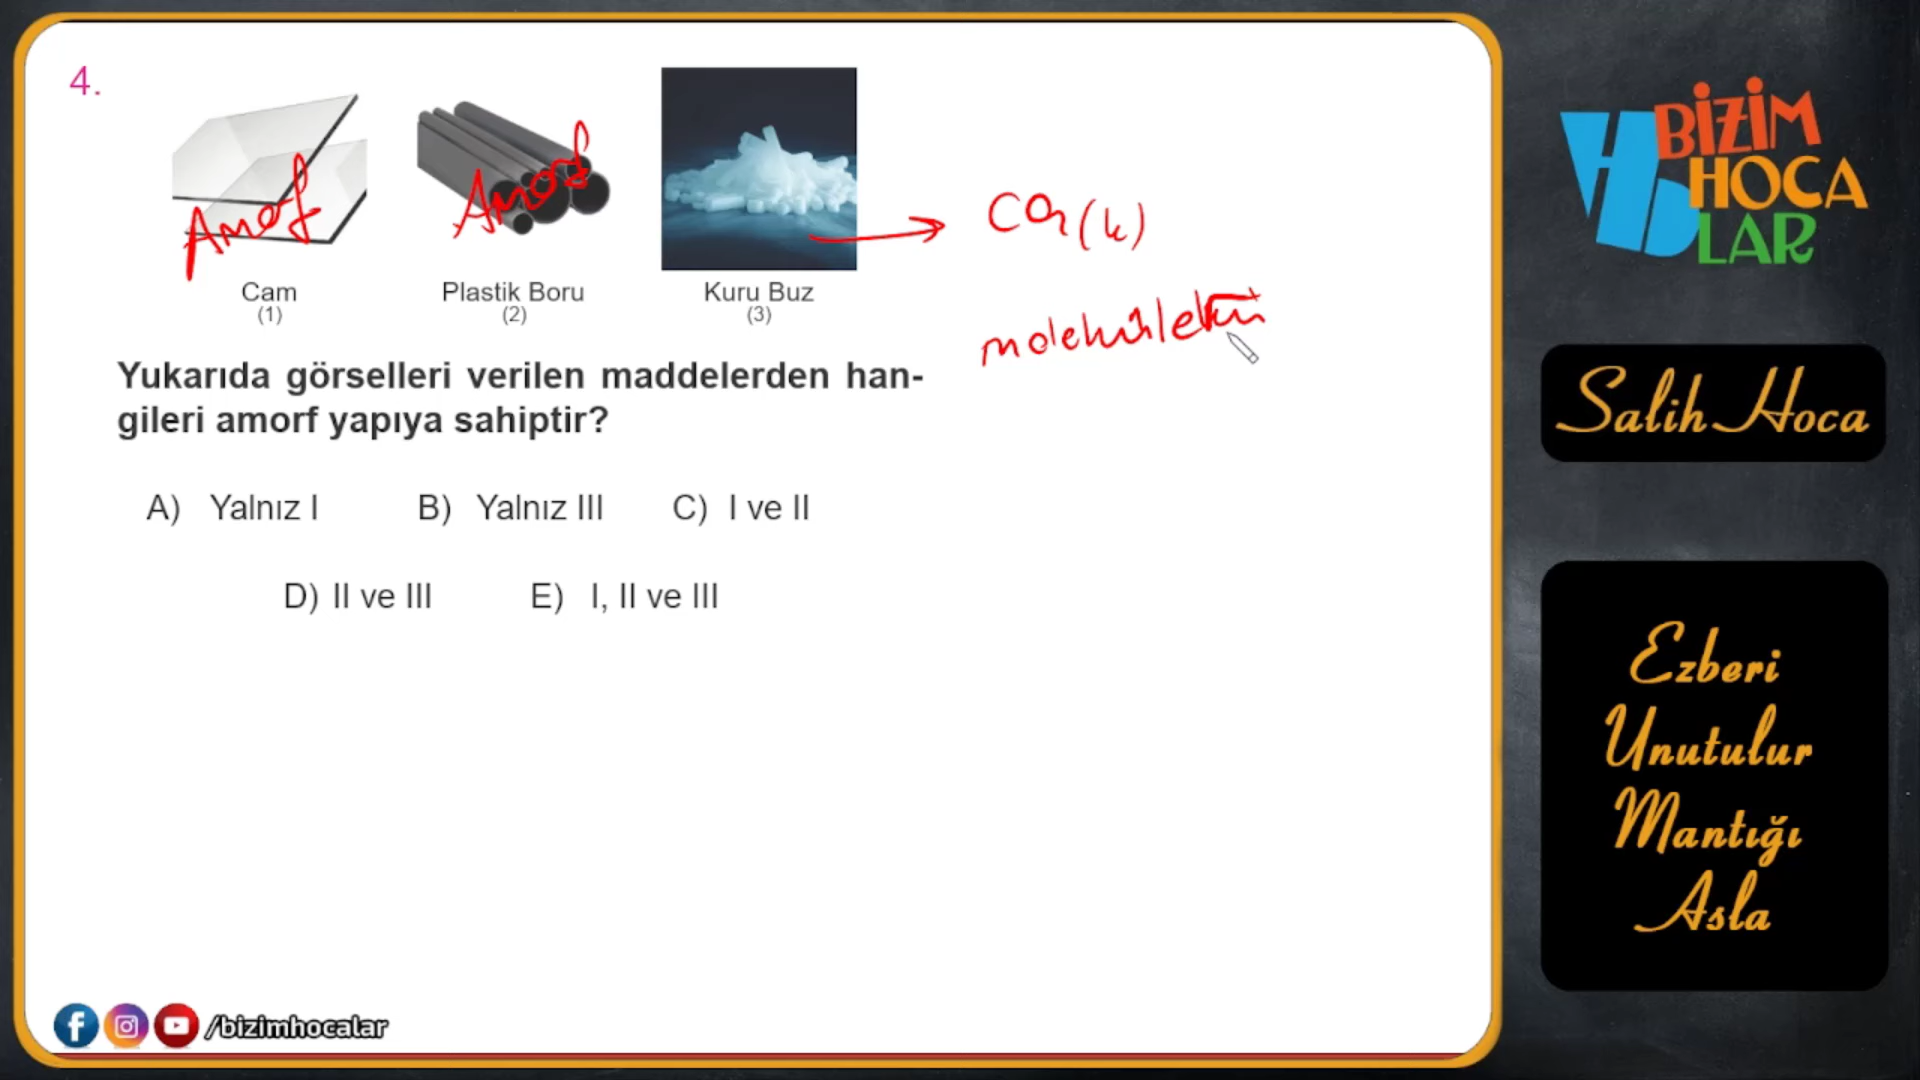 4.
Amorf
Amorf
CO₂(k)
Cam
(1)
Plastik Boru
(2)
Kuru Buz
(3)
Yukarıda görselleri verilen maddelerden han-
gileri amorf yapıya sahiptir?
A) Yalnız I B) Yalnız III C) I ve II
D) II ve III E) I, II ve III
/bizimhocalar
BİZİM
HOCA
LAR
Salih Hoca
Ezberi
Unutulur
Mantığı
Asla